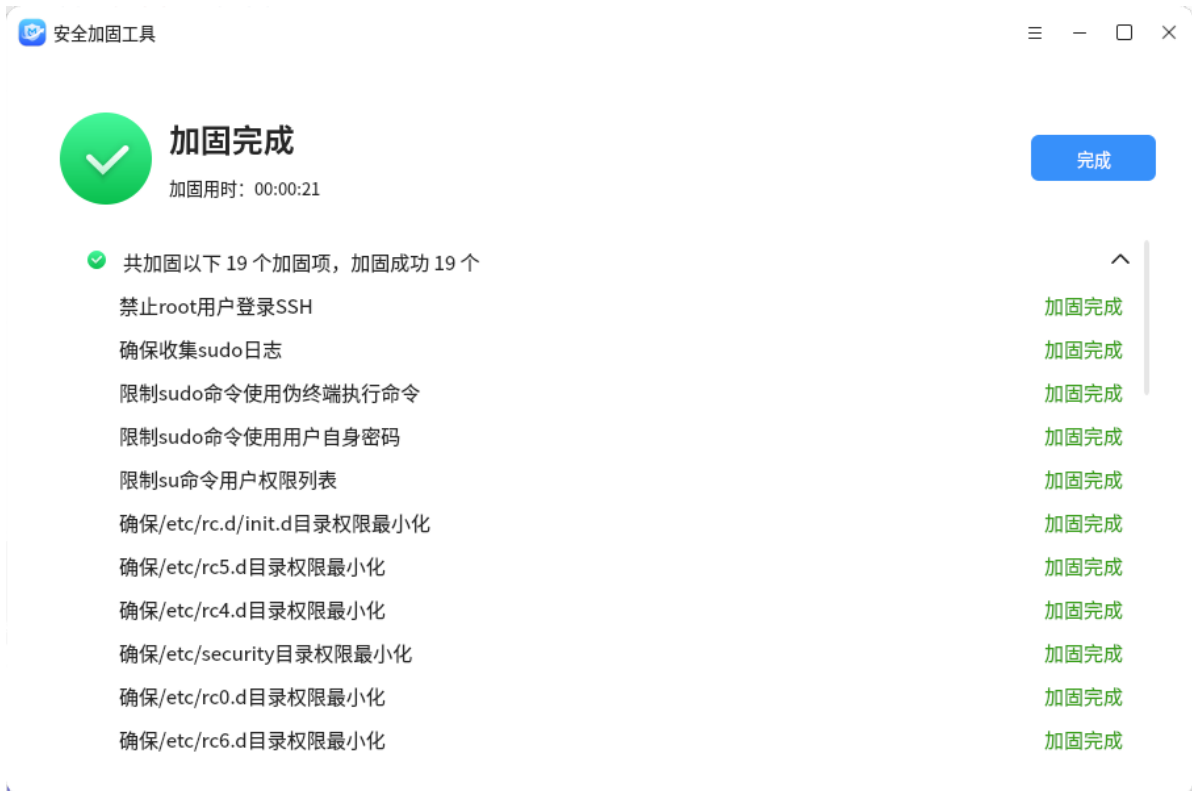 安全加固工具
加固完成
加固用时：00:00:21
完成
共加固以下 19 个加固项，加固成功 19 个
禁止root用户登录SSH 加固完成
确保收集sudo日志 加固完成
限制sudo命令使用伪终端执行命令 加固完成
限制sudo命令使用用户自身密码 加固完成
限制su命令用户权限列表 加固完成
确保/etc/rc.d/init.d目录权限最小化 加固完成
确保/etc/rc5.d目录权限最小化 加固完成
确保/etc/rc4.d目录权限最小化 加固完成
确保/etc/security目录权限最小化 加固完成
确保/etc/rc0.d目录权限最小化 加固完成
确保/etc/rc6.d目录权限最小化 加固完成